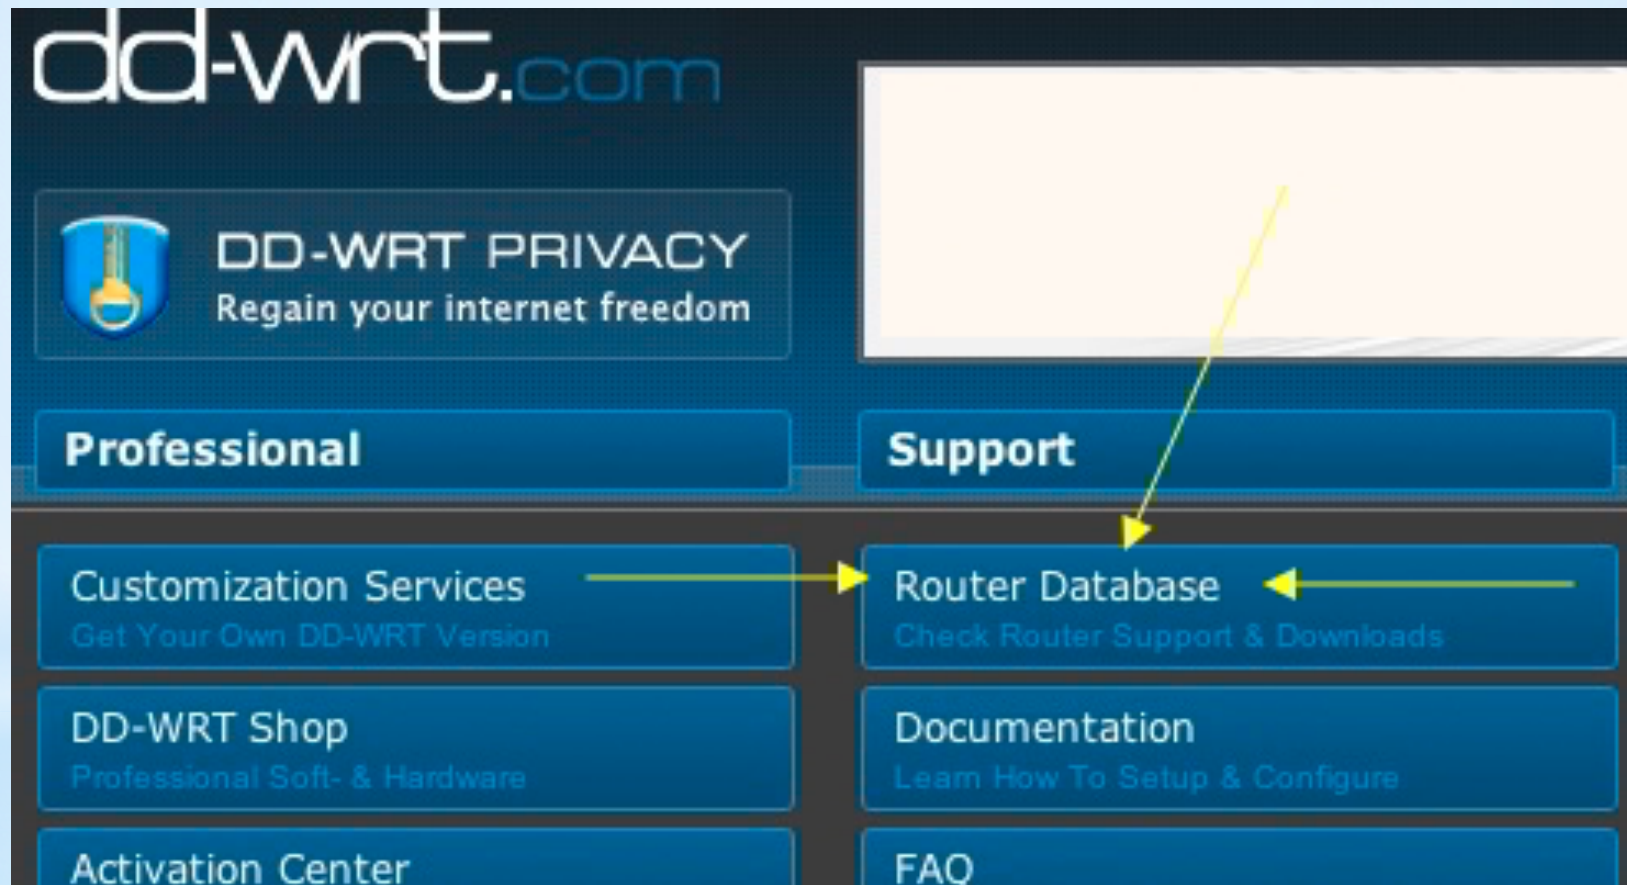 dd-wrt.com
DD-WRT PRIVACY
Regain your internet freedom
Professional
Customization Services
Get Your Own DD-WRT Version
DD-WRT Shop
Professional Soft- & Hardware
Activation Center
Support
Router Database
Check Router Support & Downloads
Documentation
Learn How To Setup & Configure
FAQ